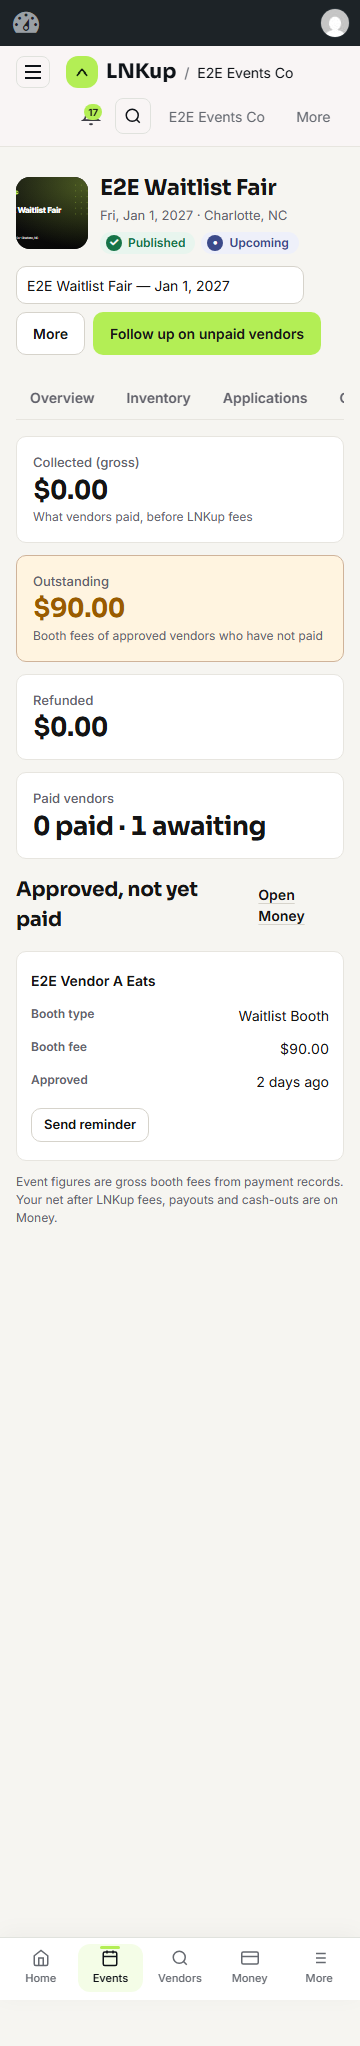 LNKup / E2E Events Co
17
E2E Events Co More
Waitlist Fair
E2E Waitlist Fair
Fri, Jan 1, 2027 · Charlotte, NC
Published Upcoming
E2E Waitlist Fair — Jan 1, 2027
More Follow up on unpaid vendors
Overview Inventory Applications
Collected (gross)
$0.00
What vendors paid, before LNKup fees
Outstanding
$90.00
Booth fees of approved vendors who have not paid
Refunded
$0.00
Paid vendors
0 paid · 1 awaiting
Approved, not yet
paid
Open
Money
E2E Vendor A Eats
Booth type Waitlist Booth
Booth fee $90.00
Approved 2 days ago
Send reminder
Event figures are gross booth fees from payment records.
Your net after LNKup fees, payouts and cash-outs are on
Money.
Home Events Vendors Money More